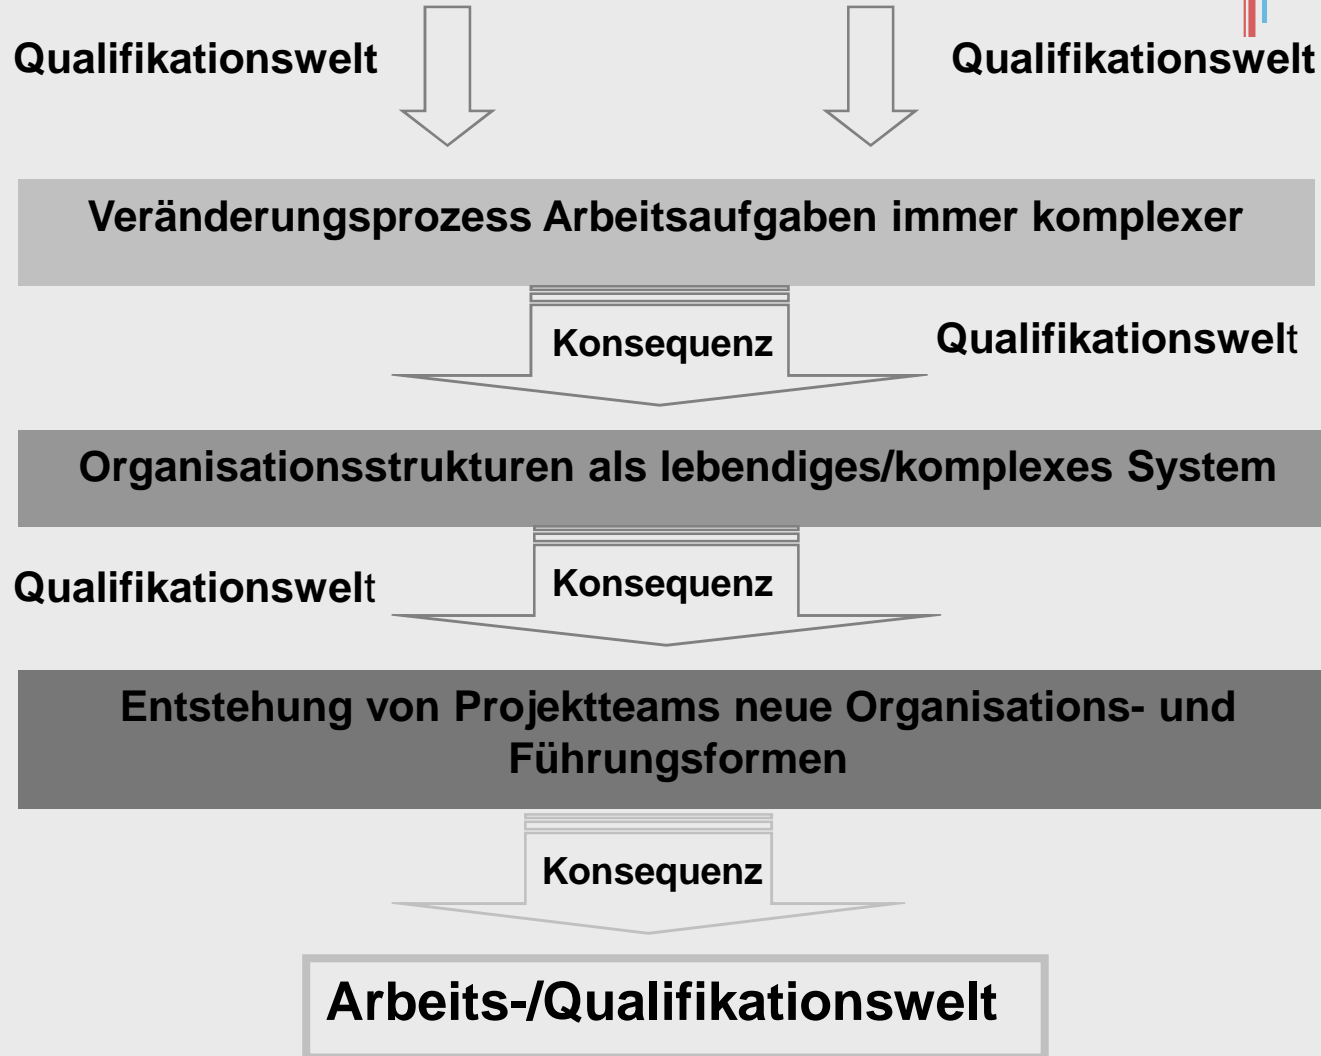 Qualifikationswelt
Qualifikationswelt
Veränderungsprozess Arbeitsaufgaben immer komplexer
Konsequenz
Qualifikationswelt
Organisationsstrukturen als lebendiges/komplexes System
Qualifikationswelt
Konsequenz
Entstehung von Projektteams neue Organisations- und
Führungsformen
Konsequenz
Arbeits-/Qualifikationswelt